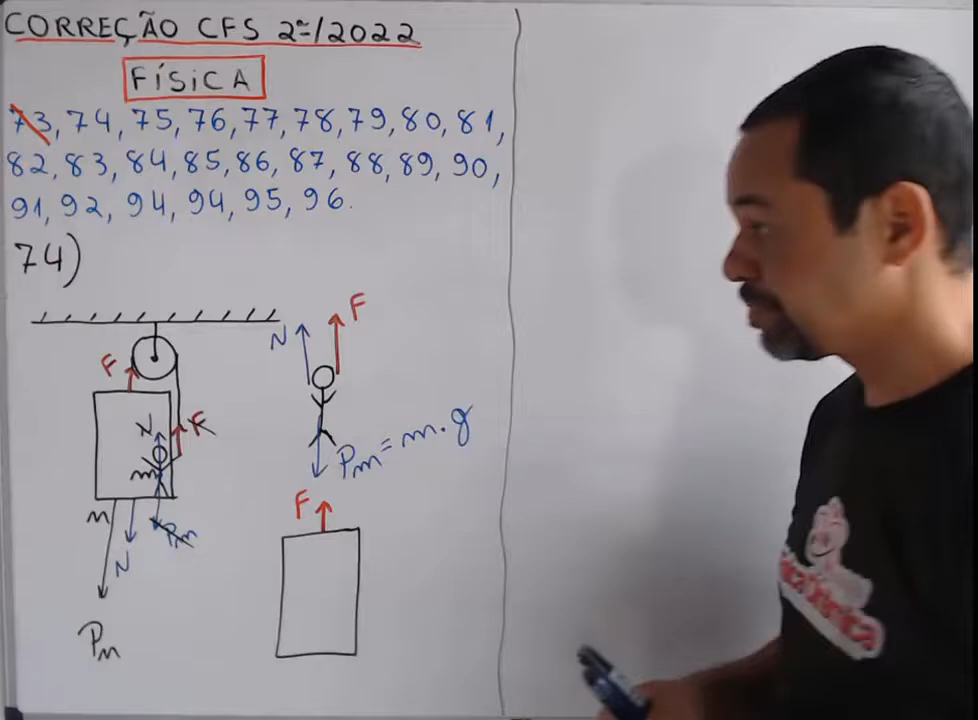 CORREÇÃO CFS 2º/2022
FÍSICA
73, 74, 75, 76, 77, 78, 79, 80, 81,
82, 83, 84, 85, 86, 87, 88, 89, 90,
91, 92, 94, 94, 95, 96.
74)
F
N
F
N
F
m
Pm = m.g
M
N
Pm
F
PM